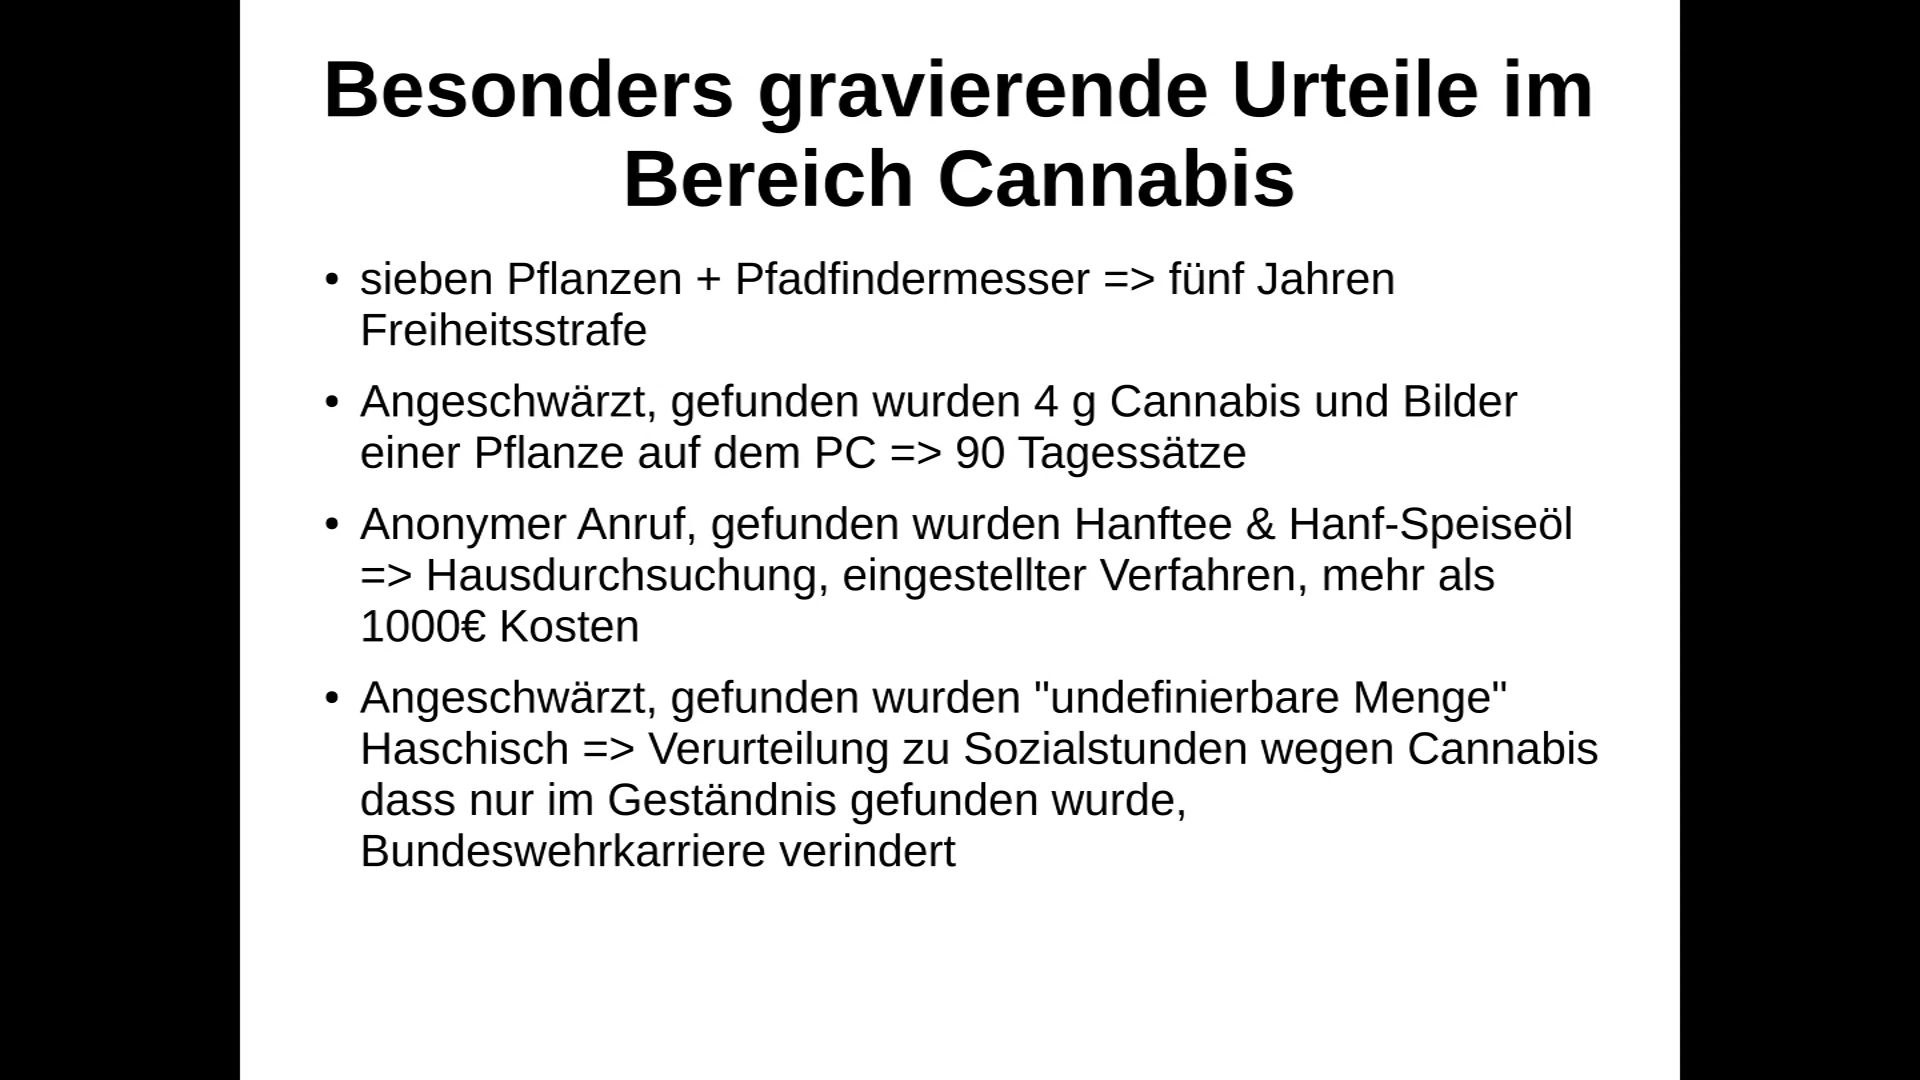 Besonders gravierende Urteile im
Bereich Cannabis
• sieben Pflanzen + Pfadfindermesser => fünf Jahren
Freiheitsstrafe
• Angeschwärzt, gefunden wurden 4 g Cannabis und Bilder
einer Pflanze auf dem PC => 90 Tagessätze
• Anonymer Anruf, gefunden wurden Hanftee & Hanf-Speiseöl
=> Hausdurchsuchung, eingestellter Verfahren, mehr als
1000€ Kosten
• Angeschwärzt, gefunden wurden "undefinierbare Menge"
Haschisch => Verurteilung zu Sozialstunden wegen Cannabis
dass nur im Geständnis gefunden wurde,
Bundeswehrkarriere verindert